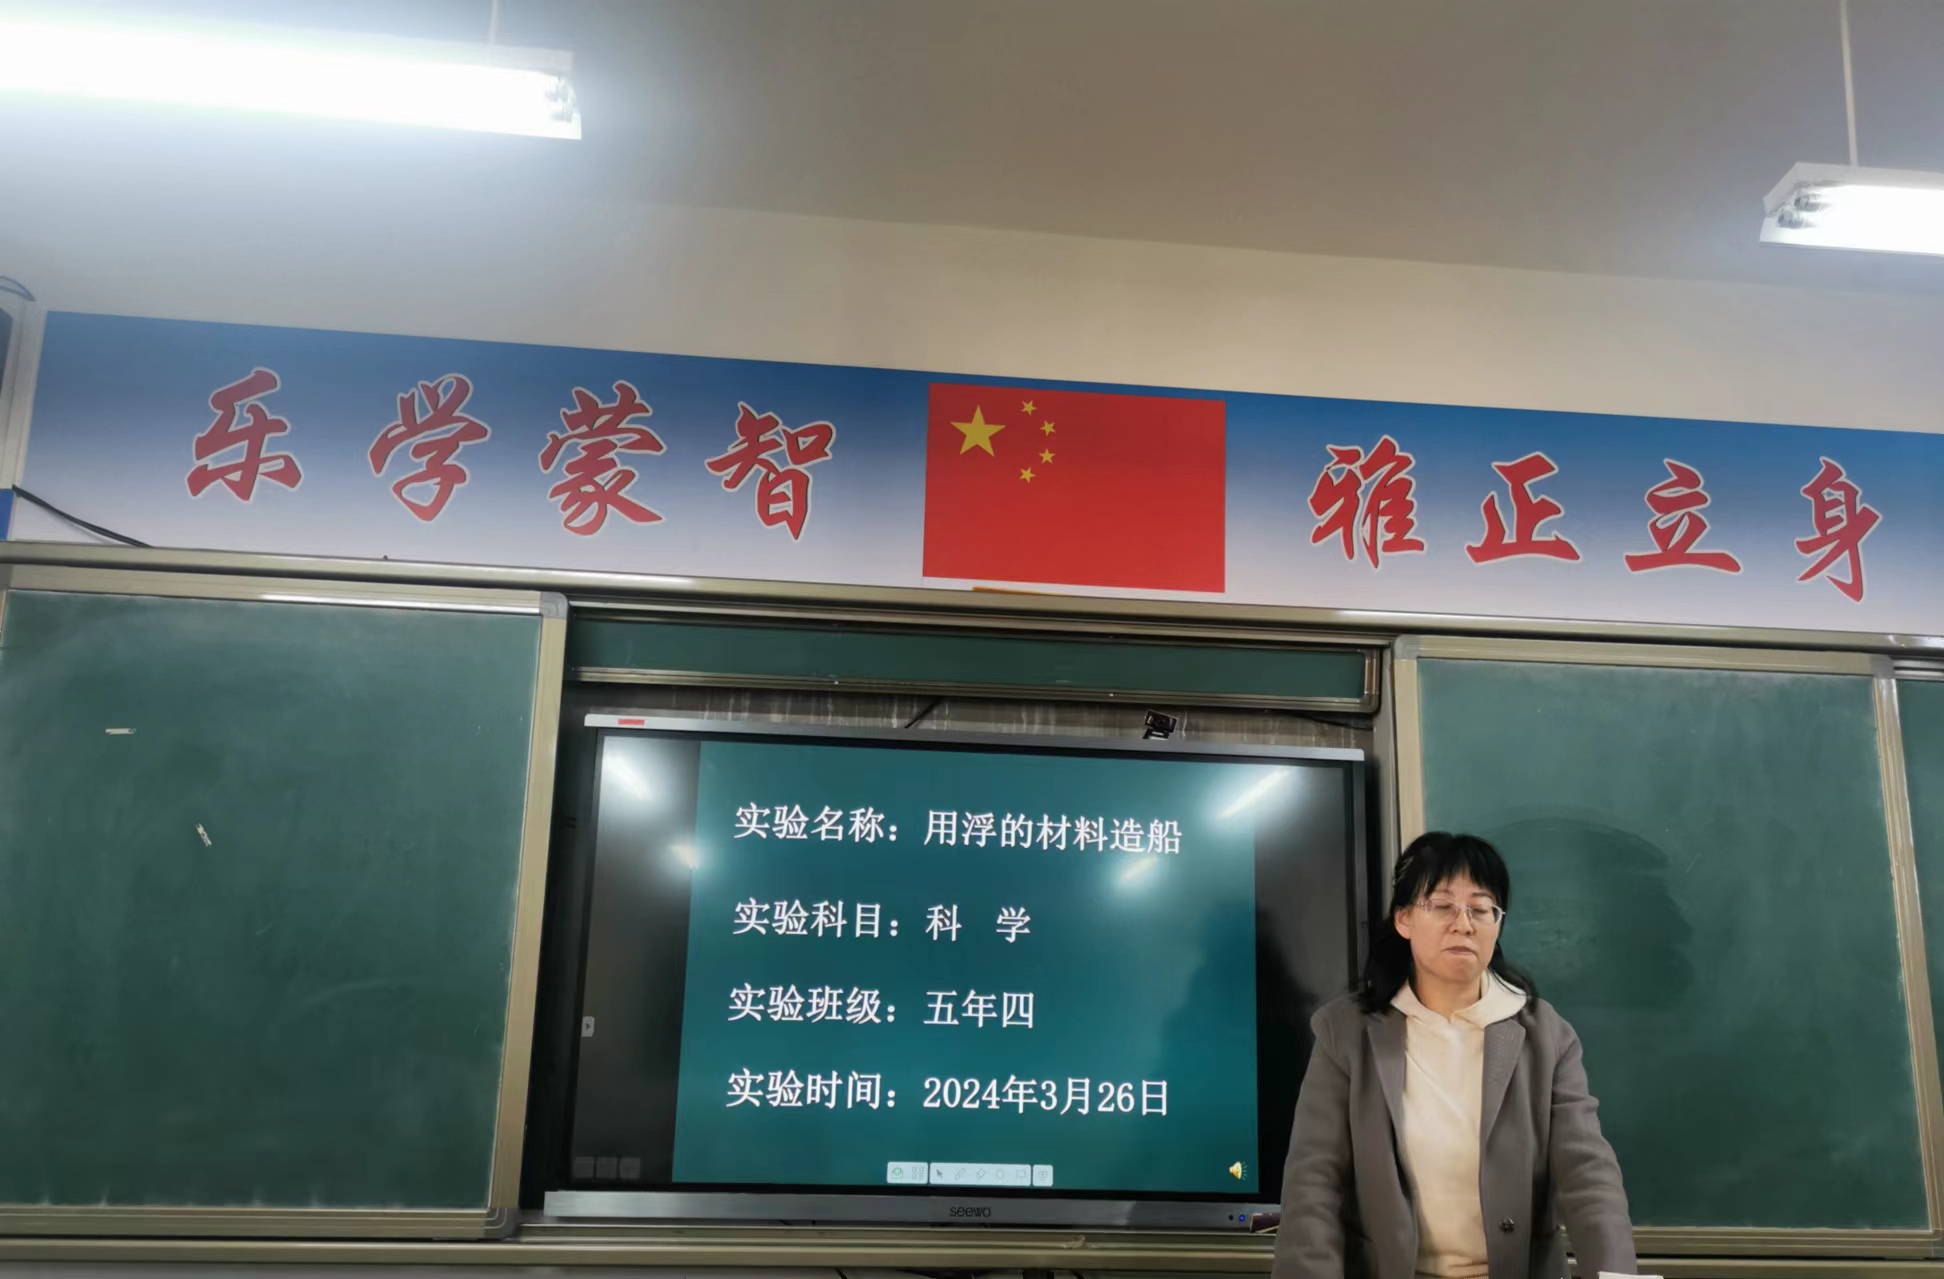 乐学蒙智 雅正立身
实验名称：用浮的材料造船
实验科目：科 学
实验班级：五年四
实验时间：2024年3月26日
seewo